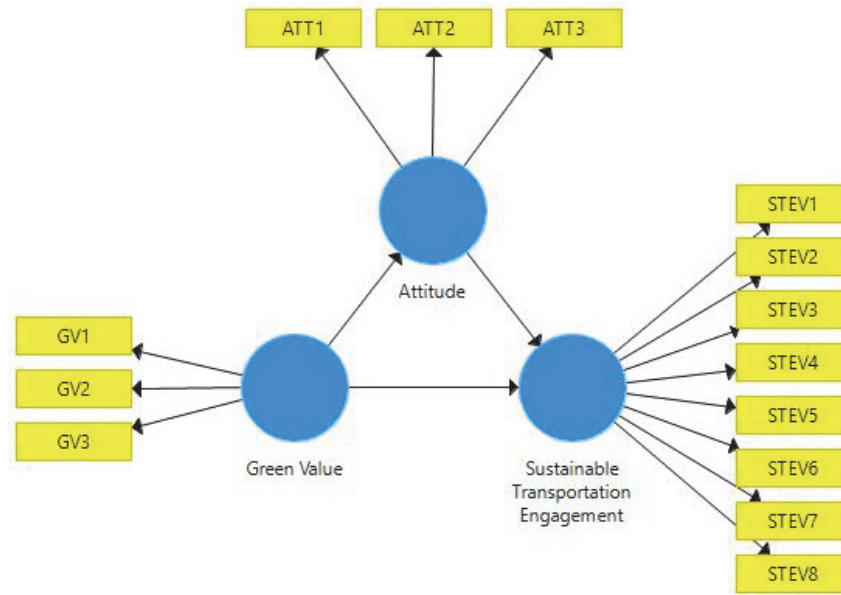 ATT1
ATT2
ATT3
Attitude
GV1
GV2
GV3
Green Value
Sustainable
Transportation
Engagement
STEV1
STEV2
STEV3
STEV4
STEV5
STEV6
STEV7
STEV8